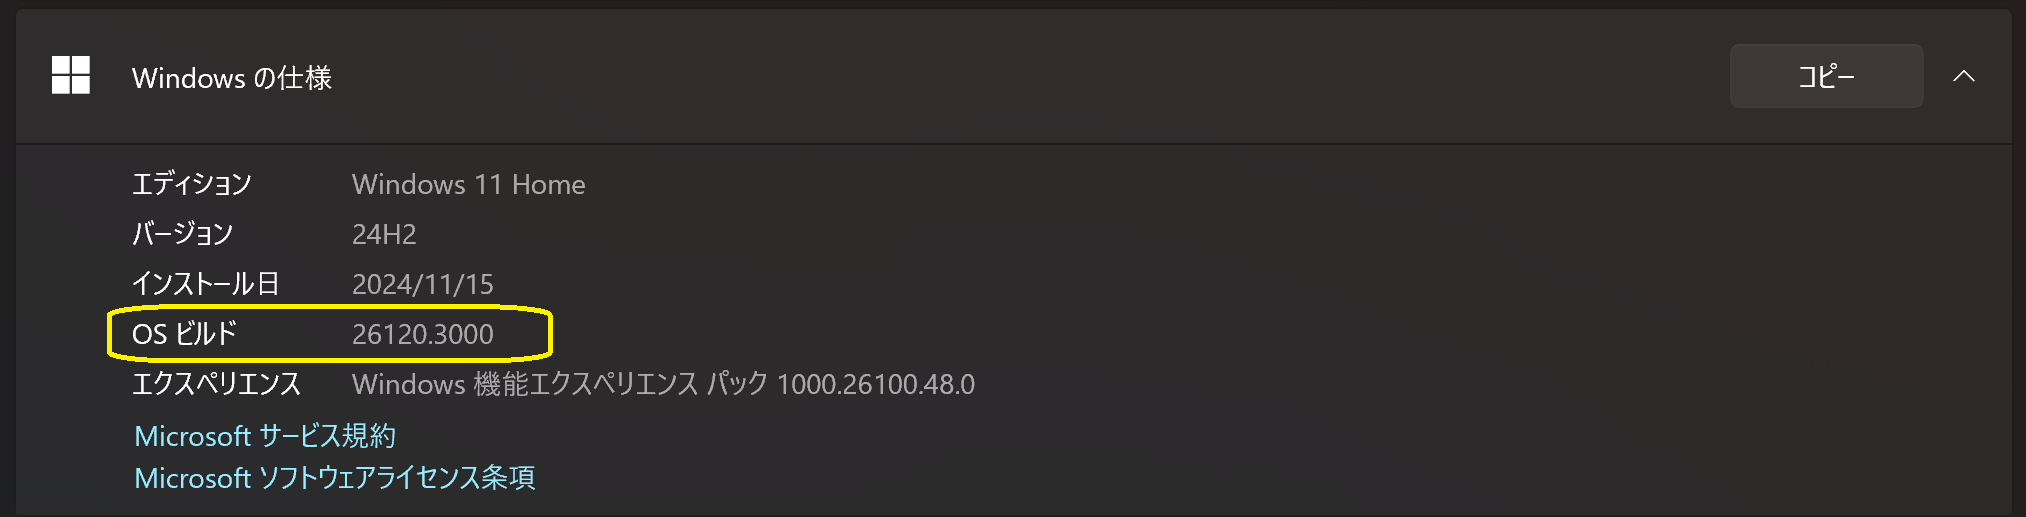 Windows の仕様
コピー
エディション Windows 11 Home
バージョン 24H2
インストール日 2024/11/15
OS ビルド 26120.3000
エクスペリエンス Windows 機能エクスペリエンス パック 1000.26100.48.0
Microsoft サービス規約
Microsoft ソフトウェアライセンス条項